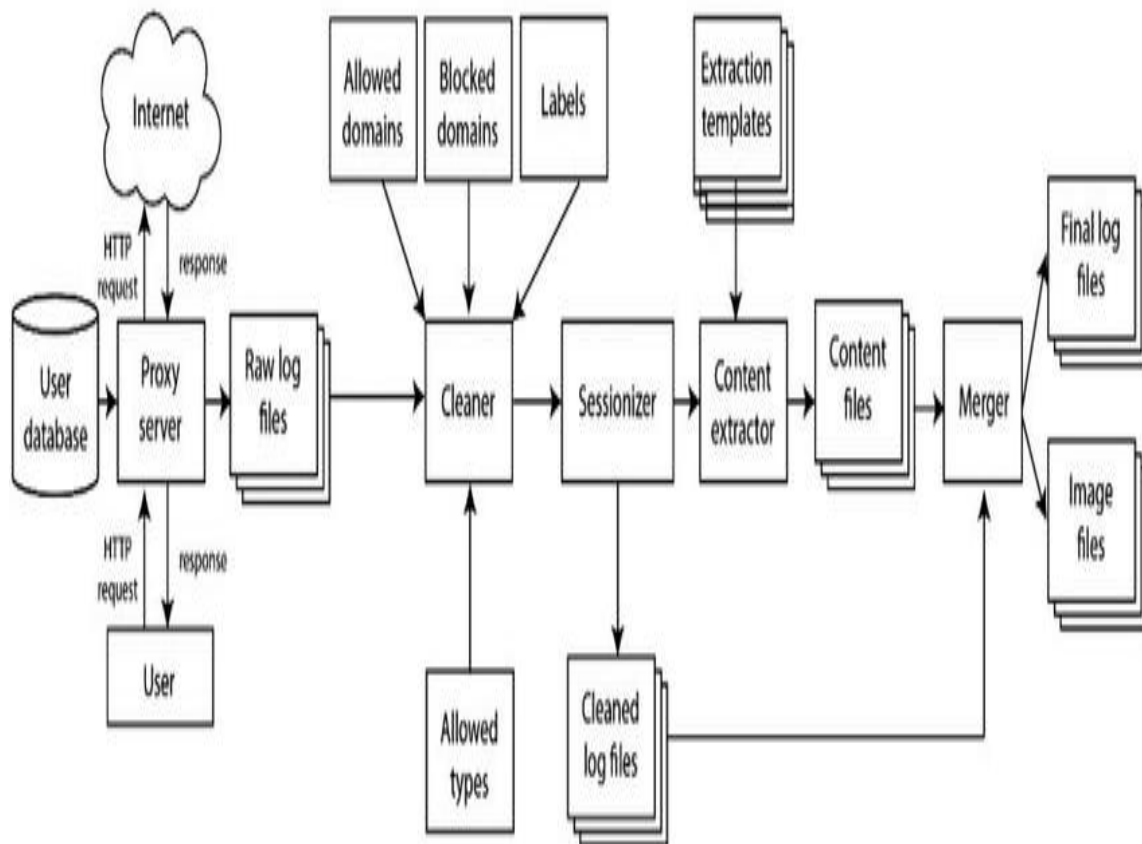 Internet
Allowed
domains
Blocked
domains
Labels
Extraction
templates
HTTP
request
response
User
database
Proxy
server
Raw log
files
Cleaner
Sessionizer
Content
extractor
Content
files
Merger
Final log
files
Image
files
HTTP
request
response
User
Allowed
types
Cleaned
log files